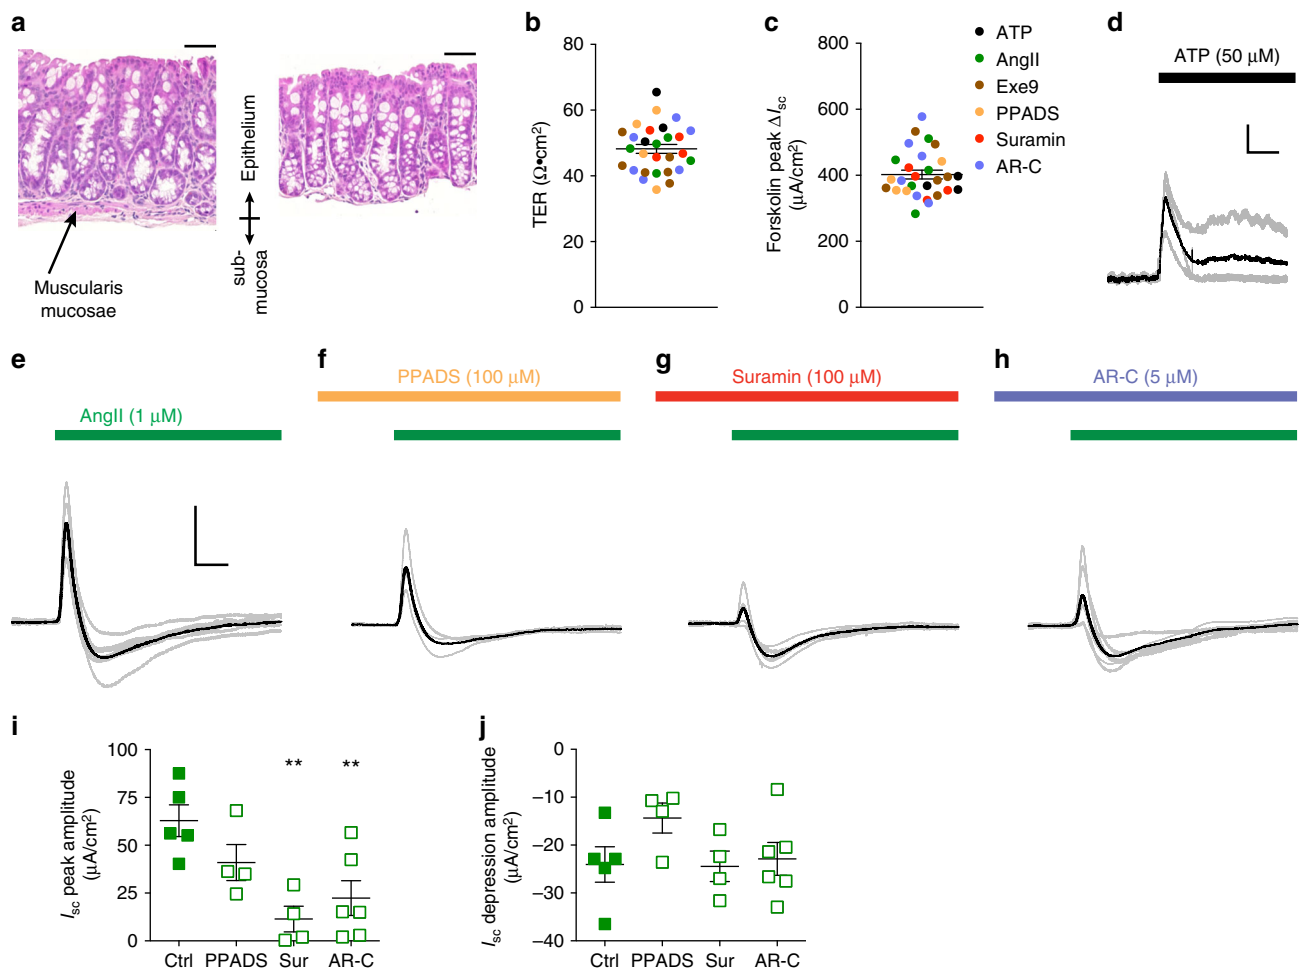 a
Epithelium
sub-
mucosa
Muscularis
mucosae
b
TER (Ω•cm²)
80
60
40
20
0
c
Forskolin peak ΔIsc
(μA/cm²)
800
600
400
200
0
ATP
AngII
Exe9
PPADS
Suramin
AR-C
d
ATP (50 μM)
e
AngII (1 μM)
f
PPADS (100 μM)
g
Suramin (100 μM)
h
AR-C (5 μM)
i
Isc peak amplitude
(μA/cm²)
100
75
50
25
0
**
**
Ctrl PPADS Sur AR-C
j
Isc depression amplitude
(μA/cm²)
0
−10
−20
−30
−40
Ctrl PPADS Sur AR-C